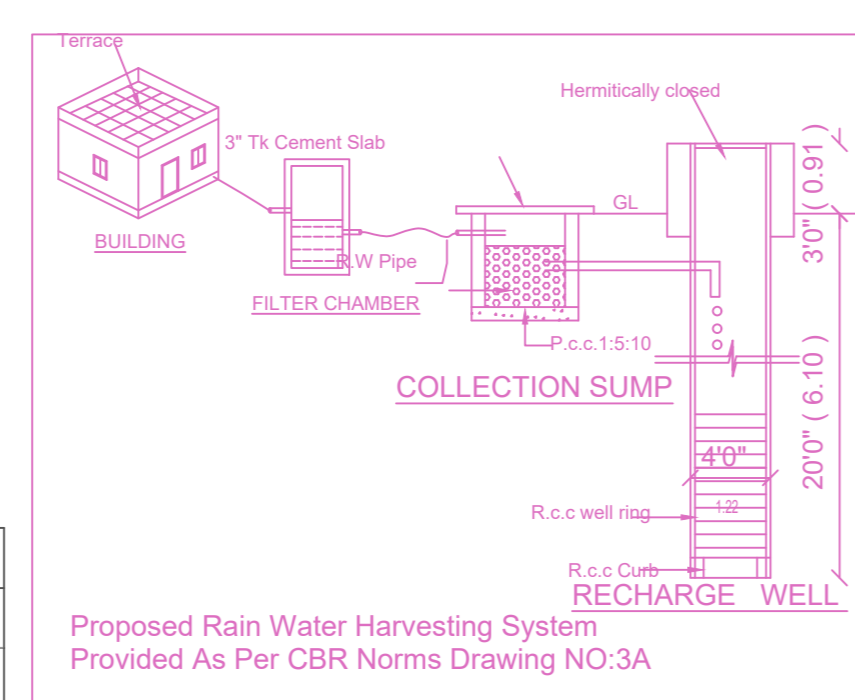 Terrace
Hermitically closed
3" Tk Cement Slab
3'0" ( 0.91 )
GL
BUILDING
R.W Pipe
FILTER CHAMBER
P.c.c.1:5:10
COLLECTION SUMP
20'0" ( 6.10 )
4'0"
1.22
R.c.c well ring
R.c.c Curb
RECHARGE WELL
Proposed Rain Water Harvesting System
Provided As Per CBR Norms Drawing NO:3A